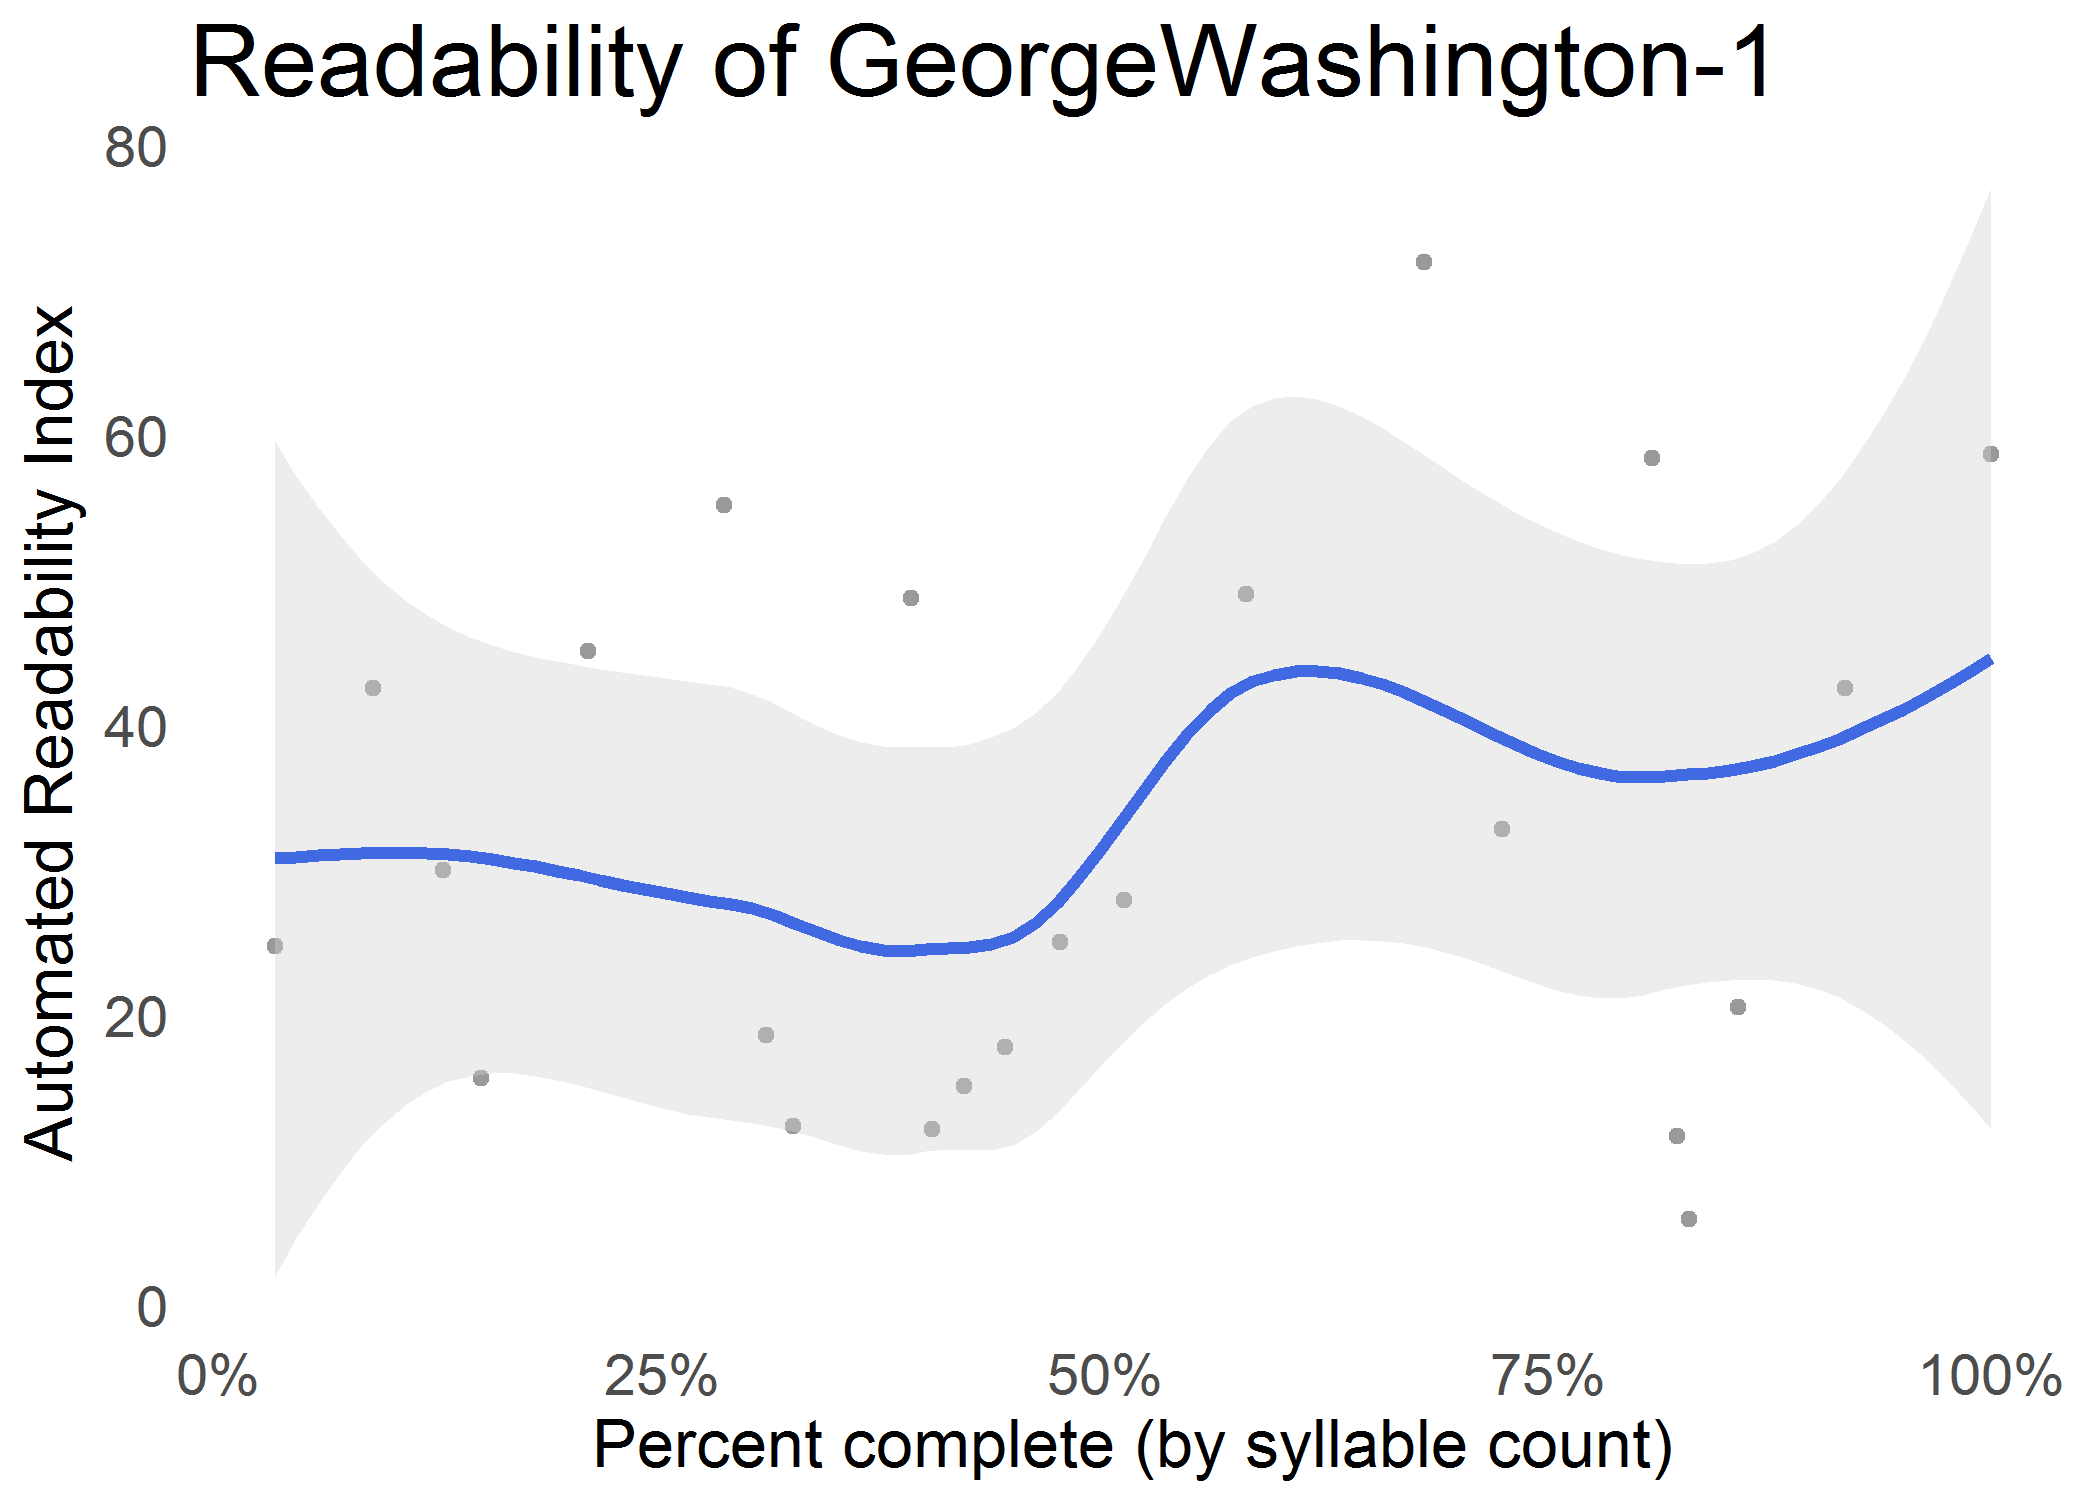 Readability of GeorgeWashington-1
80
60
40
20
0
Automated Readability Index
0% 25% 50% 75% 100%
Percent complete (by syllable count)